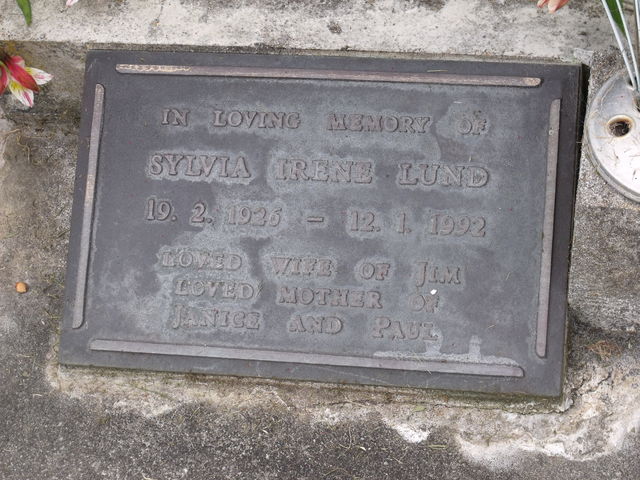 IN LOVING MEMORY OF
SYLVIA IRENE LUND
19. 2. 1926 - 12. 1. 1992
LOVED WIFE OF JIM
LOVED MOTHER OF
JANICE AND PAUL